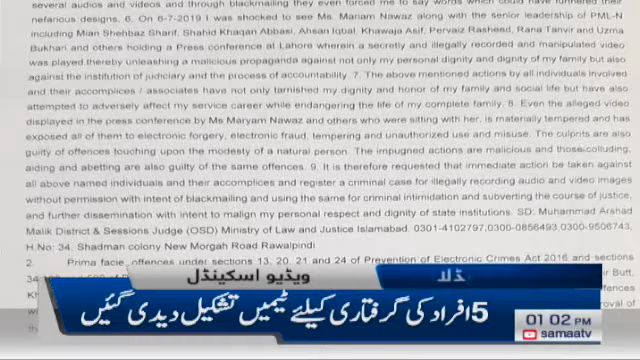 several audios and videos and through blackmailing they even forced me to say words which could have furthered their
nefarious designs. 6. On 6-7-2019 I was shocked to see Ms. Mariam Nawaz along with the senior leadership of PML-N
including Mian Shehbaz Sharif, Shahid Khaqan Abbasi, Ahsan Iqbal, Khawaja Asif, Pervaiz Rasheed, Rana Tanvir and Uzma
Bukhari and others holding a Press conference at Lahore wherein a secretly and illegally recorded and manipulated video
was played thereby unleashing a malicious propaganda against not only my personal dignity and dignity of my family but also
against the institution of judiciary and the process of accountability. 7. The above mentioned actions by all individuals involved
and their accomplices / associates have not only tarnished my dignity and honor of my family and social life but have also
attempted to adversely affect my service career while endangering the life of my complete family. 8. Even the alleged video
displayed in the press conference by Ms Maryam Nawaz and others who were sitting with her, is materially tempered and has
exposed all of them to electronic forgery, electronic fraud, tempering and unauthorized use and misuse. The culprits are also
guilty of offences touching upon the modesty of a natural person. The impugned actions are malicious and those colluding,
aiding and abetting are also guilty of the same offences. 9. It is therefore requested that immediate action be taken against
all above named individuals and their accomplices and register a criminal case for illegally recording audio and video images
without permission with intent of blackmailing and using the same for criminal intimidation and subverting the course of justice,
and further dissemination with intent to malign my personal respect and dignity of state institutions. SD: Muhammad Arshad
Malik District & Sessions Judge (OSD) Ministry of Law and Justice Islamabad. 0301-4102797,0300-0856493,0300-9506743,
H.No: 34. Shadman colony New Morgah Road Rawalpindi
2. Prima facie, offences under sections 13, 20, 21 and 24 of Prevention of Electronic Crimes Act 2016 and sections
34
Butt,
ویڈیو اسکینڈل
5 افراد کی گرفتاری کیلئے ٹیمیں تشکیل دیدی گئیں
01:02 PM
samaatv